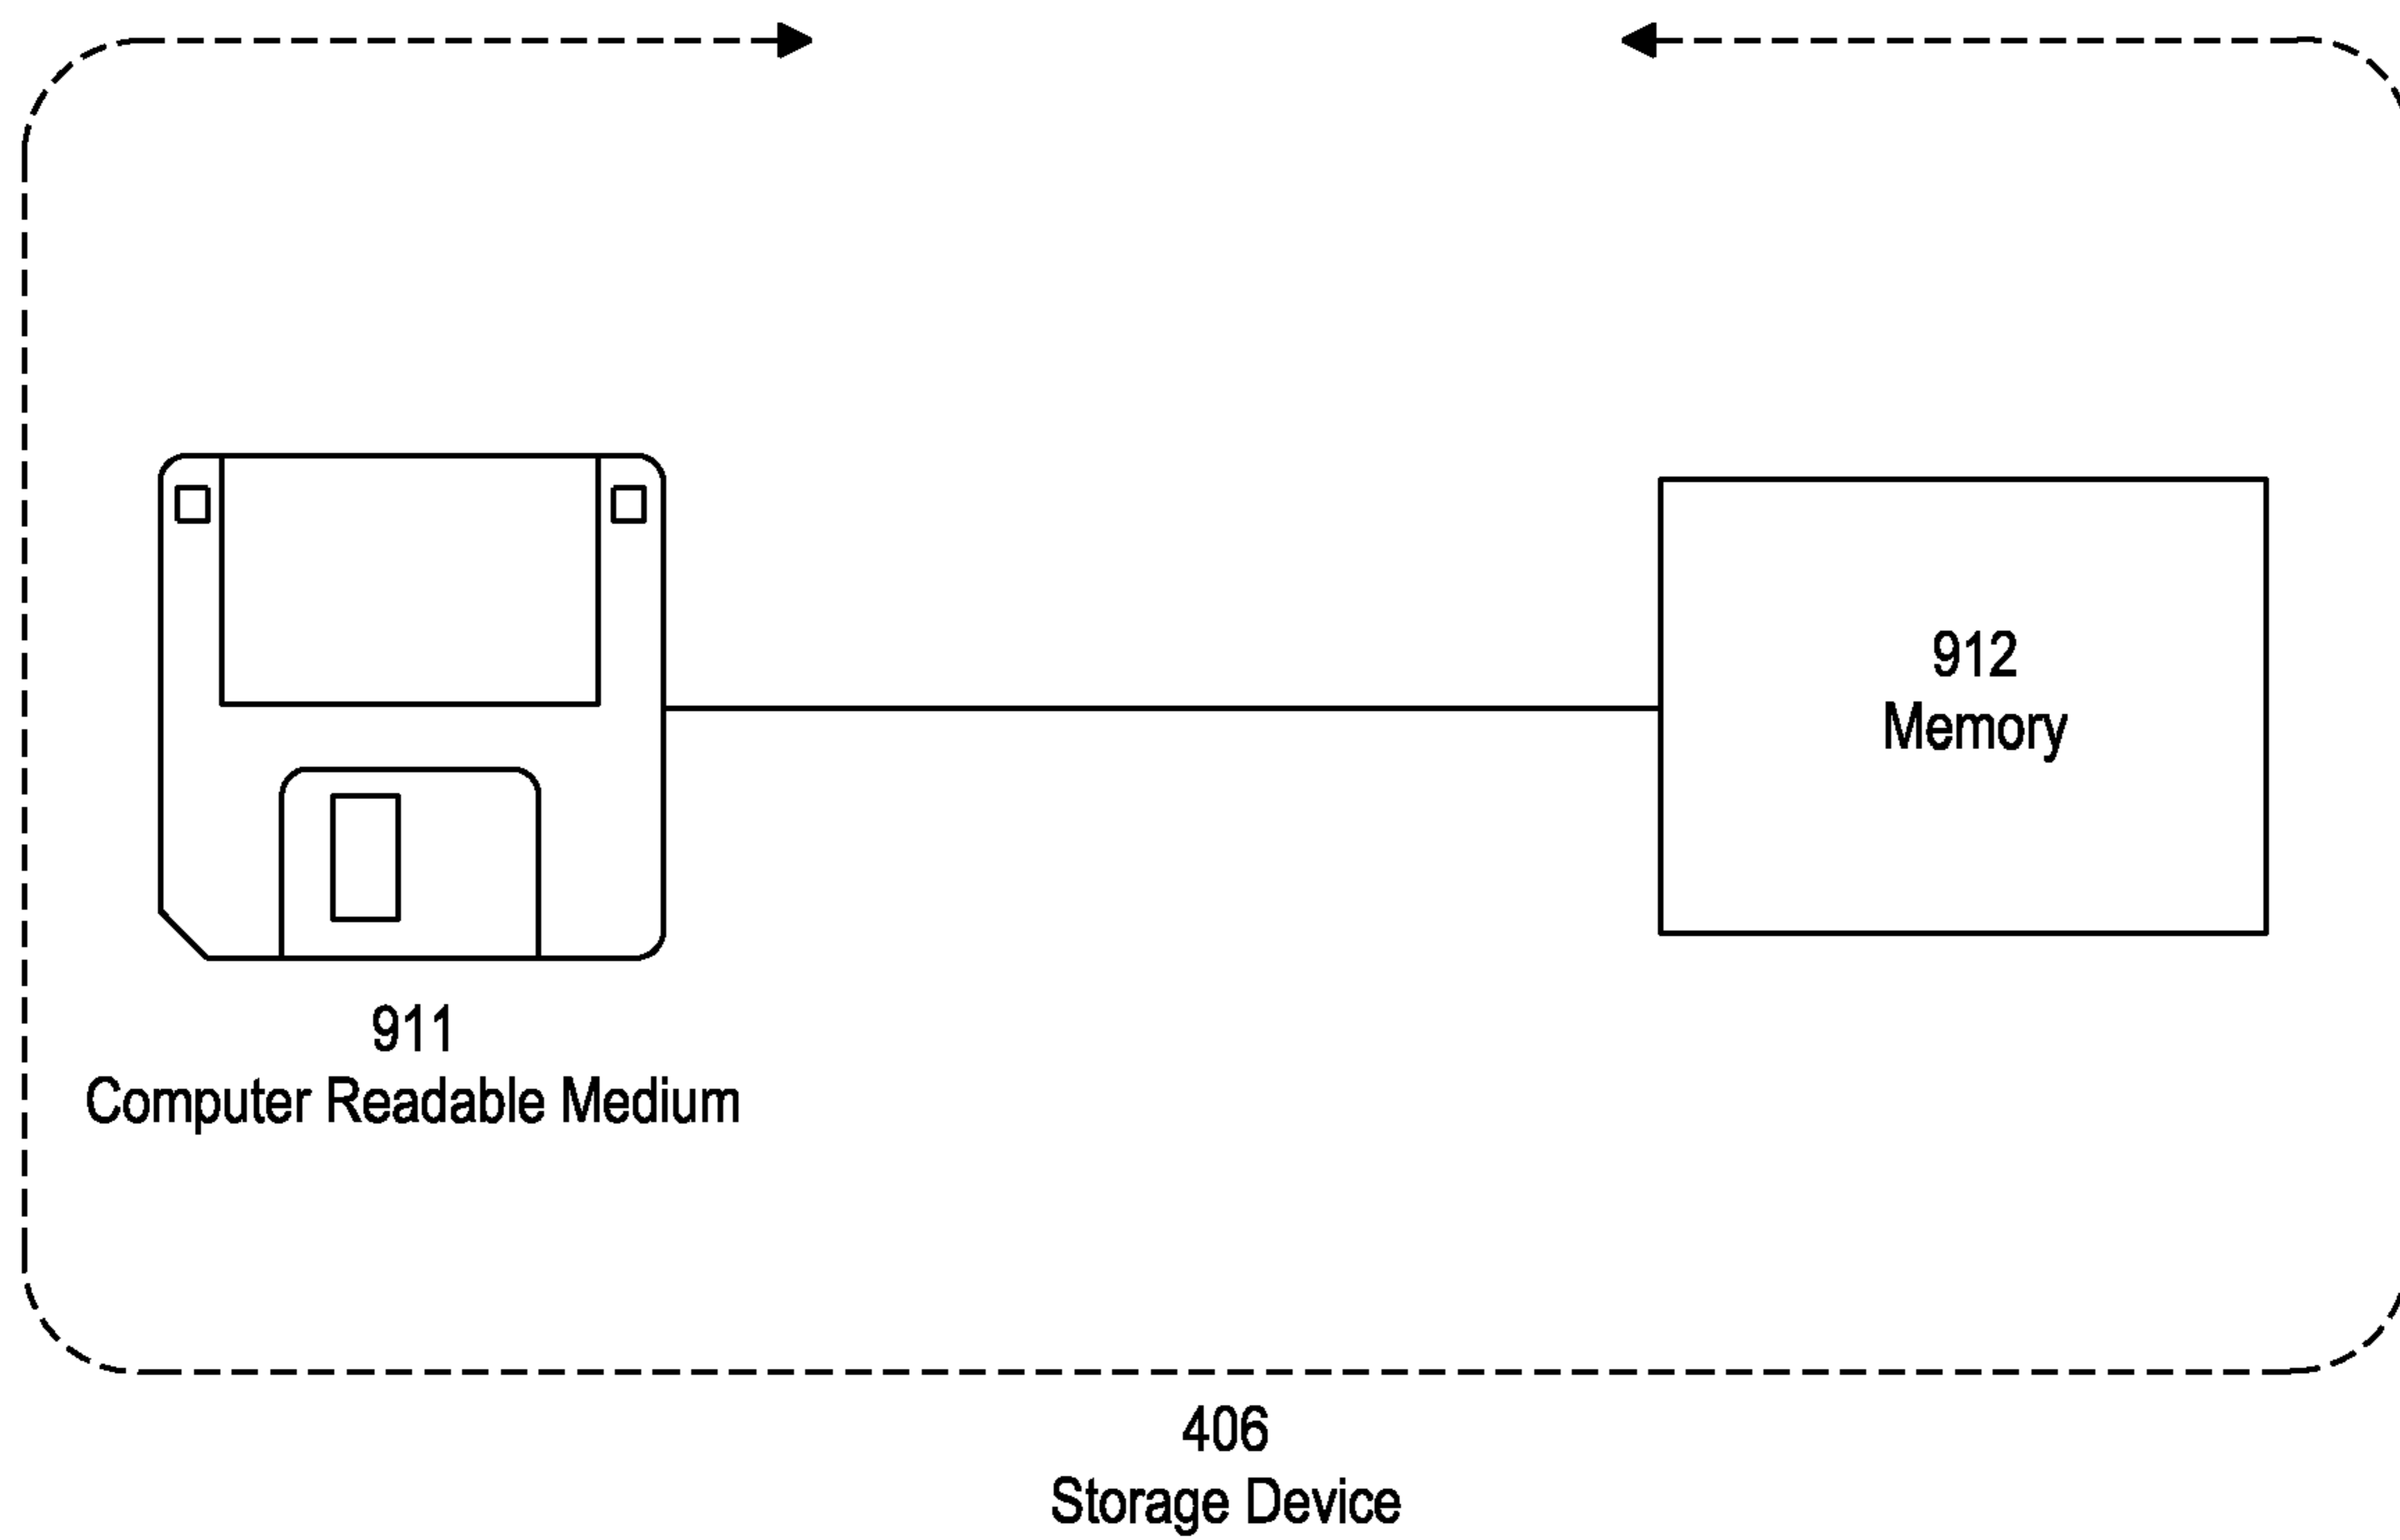 912
Memory
911
Computer Readable Medium
406
Storage Device